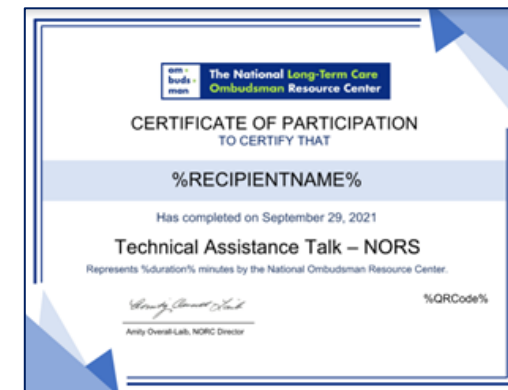 om·
buds·
man
The National Long-Term Care
Ombudsman Resource Center
CERTIFICATE OF PARTICIPATION
TO CERTIFY THAT
%RECIPIENTNAME%
Has completed on September 29, 2021
Technical Assistance Talk – NORS
Represents %duration% minutes by the National Ombudsman Resource Center.
%QRCode%
Amity Overall-Laib, NORC Director